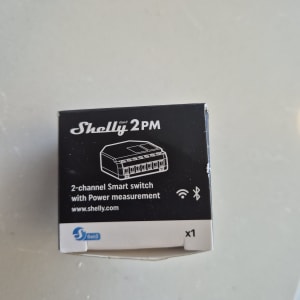 Shelly 2PM
2-channel Smart switch
with Power measurement
www.shelly.com
x1